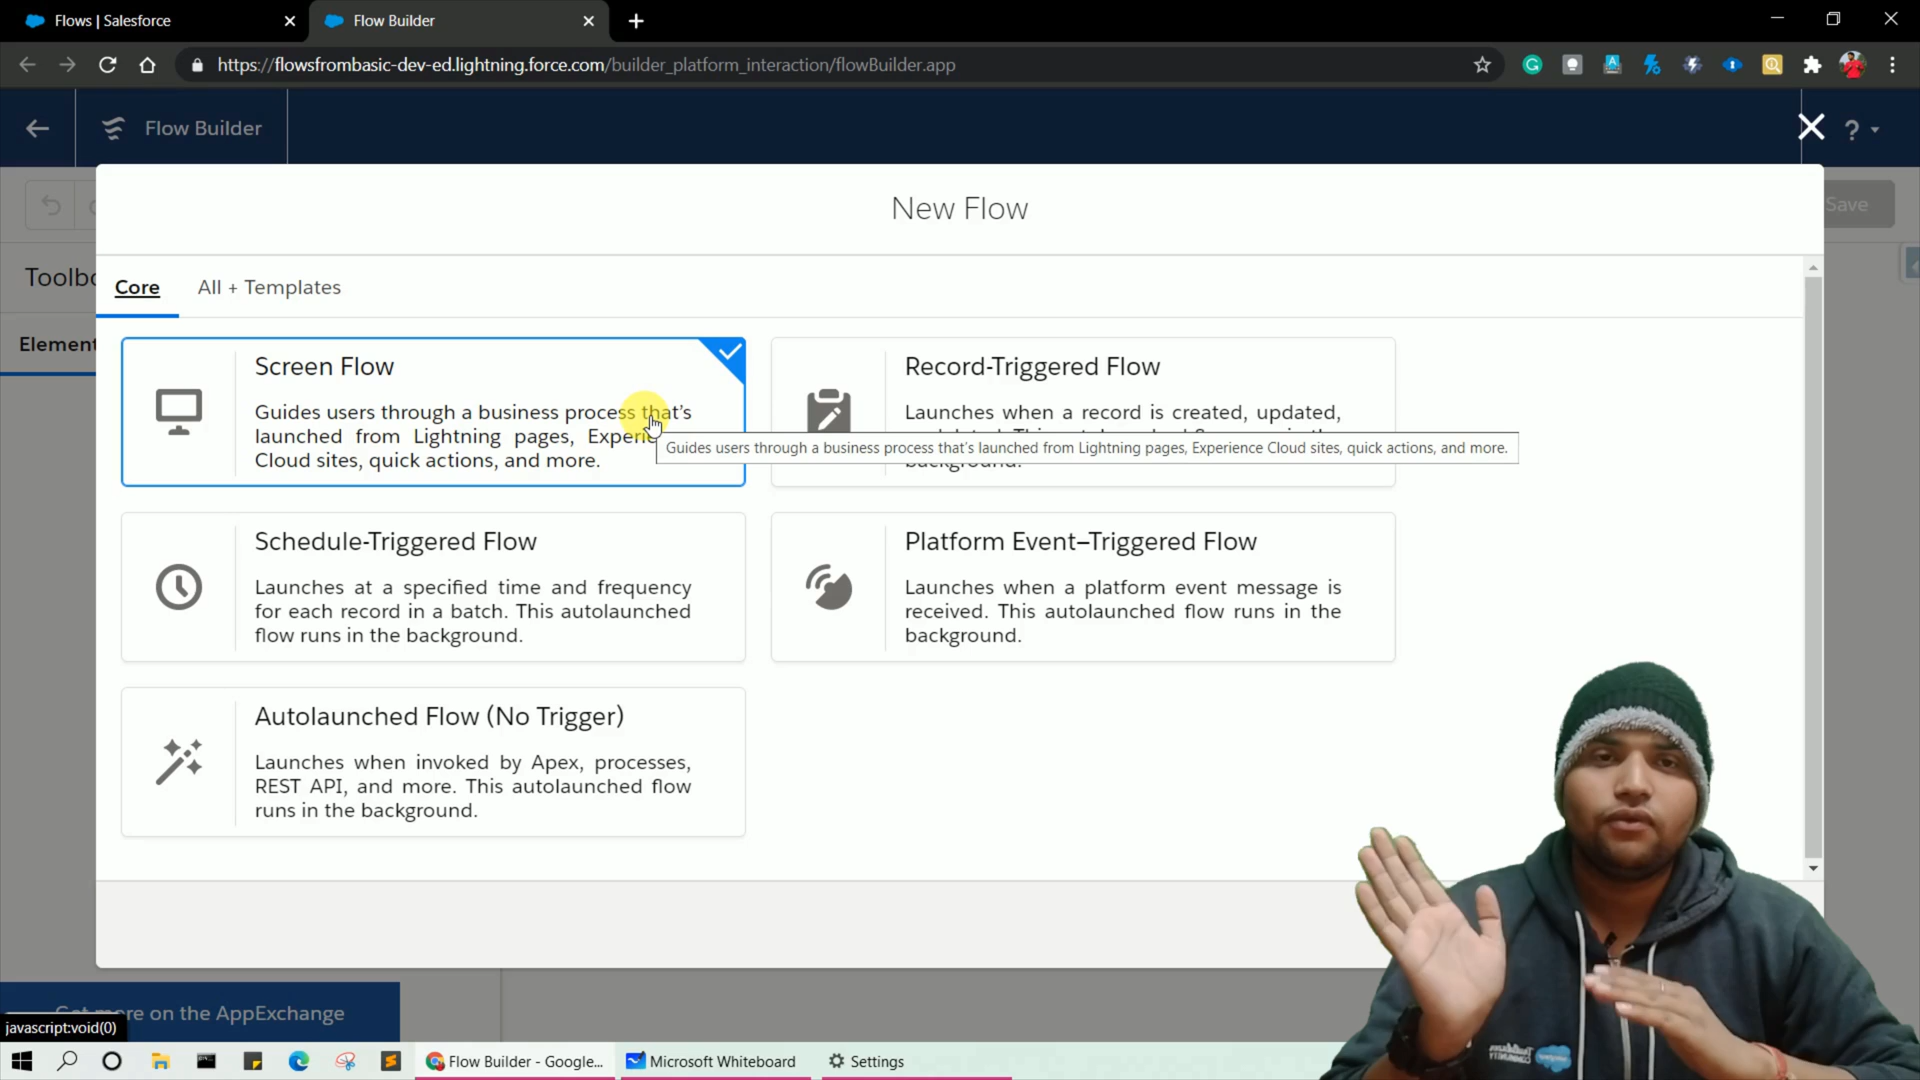 Flows | Salesforce
Flow Builder
https://flowsfrombasic-dev-ed.lightning.force.com/builder_platform_interaction/flowBuilder.app
Flow Builder
?
Save
New Flow
Toolbo
Core
All + Templates
Element
Screen Flow
Guides users through a business process that's
launched from Lightning pages, Experie
Cloud sites, quick actions, and more.
Record-Triggered Flow
Launches when a record is created, updated,
background.
Guides users through a business process that's launched from Lightning pages, Experience Cloud sites, quick actions, and more.
Schedule-Triggered Flow
Launches at a specified time and frequency
for each record in a batch. This autolaunched
flow runs in the background.
Platform Event–Triggered Flow
Launches when a platform event message is
received. This autolaunched flow runs in the
background.
Autolaunched Flow (No Trigger)
Launches when invoked by Apex, processes,
REST API, and more. This autolaunched flow
runs in the background.
Get more on the AppExchange
javascript:void(0)
Flow Builder - Google...
Microsoft Whiteboard
Settings